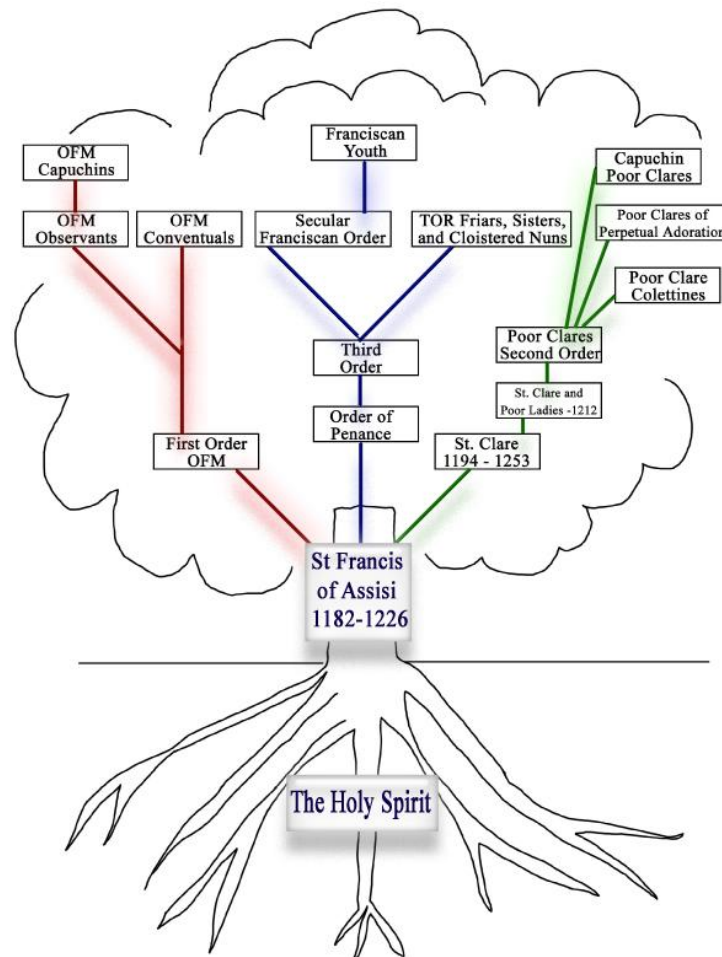 Franciscan
Youth
OFM
Capuchins
Capuchin
Poor Clares
OFM
Observants
OFM
Conventuals
Secular
Franciscan Order
TOR Friars, Sisters,
and Cloistered Nuns
Poor Clares of
Perpetual Adoration
Poor Clare
Colettines
Third
Order
Poor Clares
Second Order
St. Clare and
Poor Ladies -1212
Order of
Penance
First Order
OFM
St. Clare
1194 - 1253
St Francis
of Assisi
1182-1226
The Holy Spirit